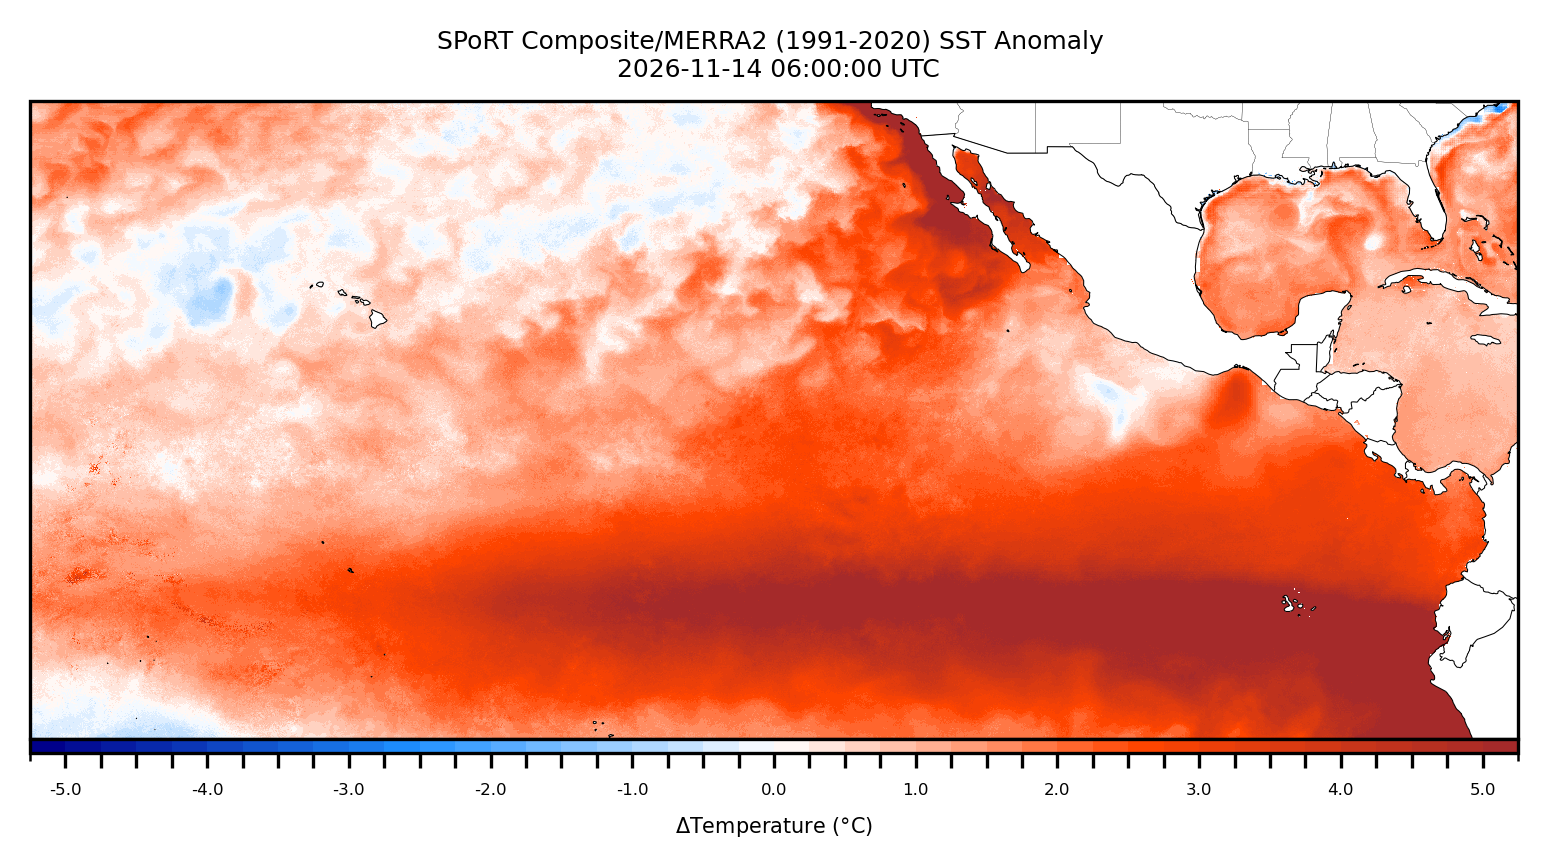 SPoRT Composite/MERRA2 (1991-2020) SST Anomaly
2026-11-14 06:00:00 UTC
-5.0 -4.0 -3.0 -2.0 -1.0 0.0 1.0 2.0 3.0 4.0 5.0
ΔTemperature (°C)